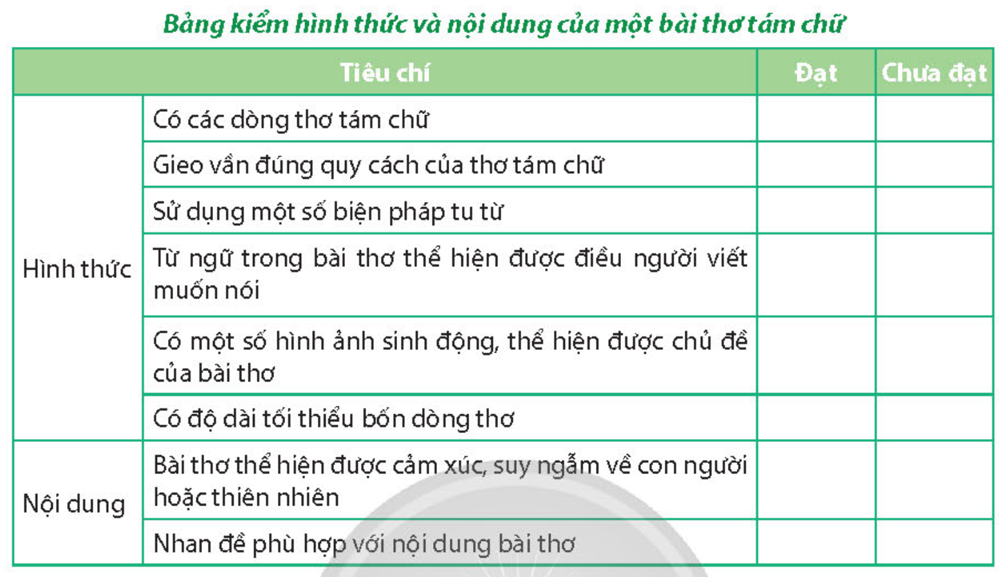 Bảng kiểm hình thức và nội dung của một bài thơ tám chữ
Tiêu chí
Đạt
Chưa đạt
Hình thức
Có các dòng thơ tám chữ
Gieo vần đúng quy cách của thơ tám chữ
Sử dụng một số biện pháp tu từ
Từ ngữ trong bài thơ thể hiện được điều người viết
muốn nói
Có một số hình ảnh sinh động, thể hiện được chủ đề
của bài thơ
Có độ dài tối thiểu bốn dòng thơ
Nội dung
Bài thơ thể hiện được cảm xúc, suy ngẫm về con người
hoặc thiên nhiên
Nhan đề phù hợp với nội dung bài thơ